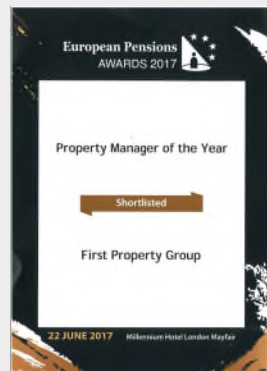 European Pensions
AWARDS 2017
Property Manager of the Year
Shortlisted
First Property Group
22 JUNE 2017 Millennium Hotel London Mayfair